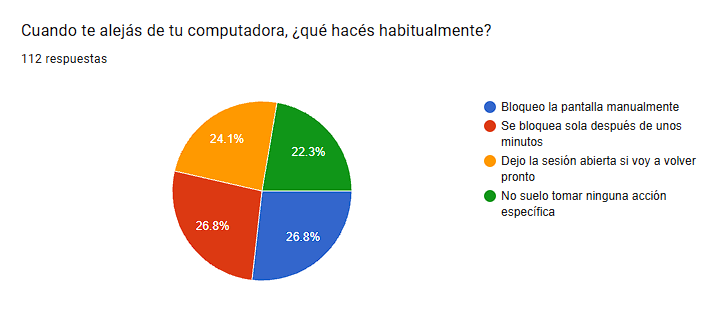 Cuando te alejás de tu computadora, ¿qué hacés habitualmente?
112 respuestas
24.1%
22.3%
26.8%
26.8%
Bloqueo la pantalla manualmente
Se bloquea sola después de unos
minutos
Dejo la sesión abierta si voy a volver
pronto
No suelo tomar ninguna acción
específica